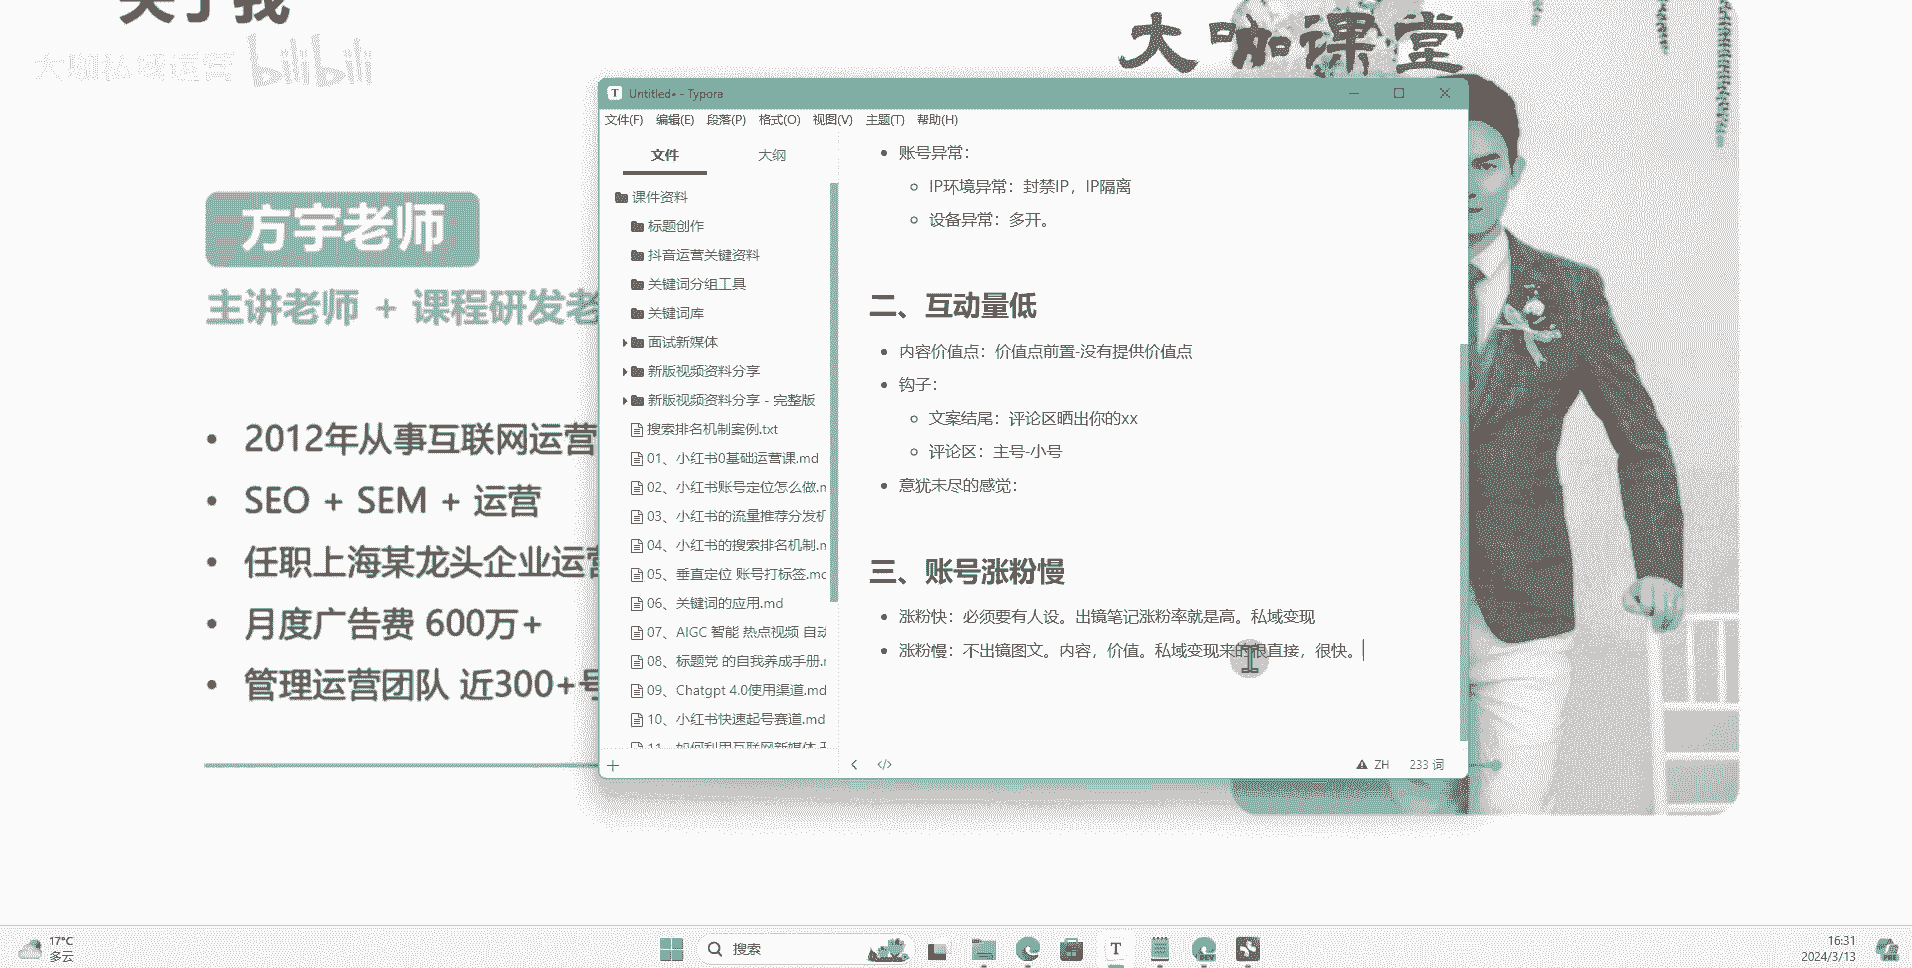 关于我
大咖私域运营 bilibili
大咖课堂
方宇老师
主讲老师 + 课程研发老
2012年从事互联网运营
SEO + SEM + 运营
任职上海某龙头企业运营
月度广告费 600万+
管理运营团队 近300+号
Untitled• - Typora
文件(F) 编辑(E) 段落(P) 格式(O) 视图(V) 主题(T) 帮助(H)
文件 大纲
课件资料
标题创作
抖音运营关键资料
关键词分组工具
关键词库
面试新媒体
新版视频资料分享
新版视频资料分享 - 完整版
搜索排名机制案例.txt
01、小红书0基础运营课.md
02、小红书账号定位怎么做.m
03、小红书的流量推荐分发机
04、小红书的搜索排名机制.m
05、垂直定位 账号打标签.mc
06、关键词的应用.md
07、AIGC 智能 热点视频 自动
08、标题党 的自我养成手册.r
09、Chatgpt 4.0使用渠道.md
10、小红书快速起号赛道.md
11、如何利用互联网新媒体
账号异常：
IP环境异常：封禁IP，IP隔离
设备异常：多开。
二、互动量低
内容价值点：价值点前置-没有提供价值点
钩子：
文案结尾：评论区晒出你的xx
评论区：主号-小号
意犹未尽的感觉：
三、账号涨粉慢
涨粉快：必须要有人设。出镜笔记涨粉率就是高。私域变现
涨粉慢：不出镜图文。内容，价值。私域变现来的很直接，很快。
ZH 233 词
17°C
多云
搜索
16:31
2024/3/13